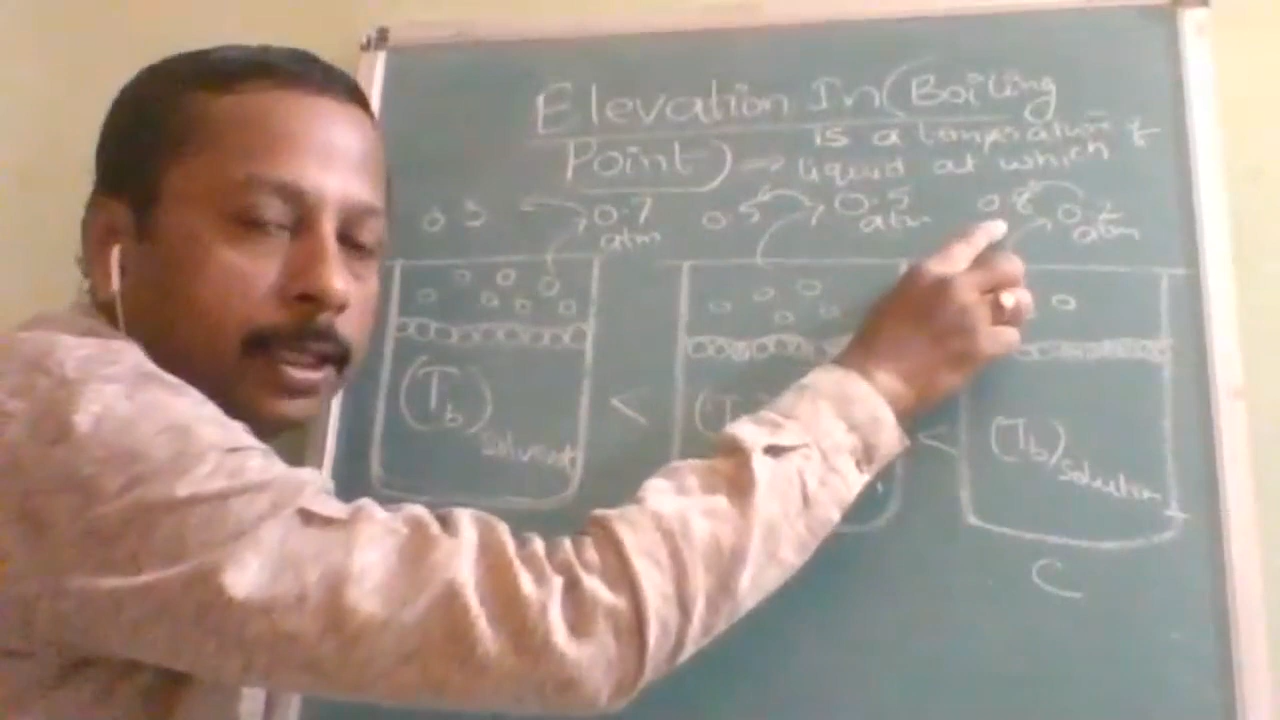 Elevation In (Boiling
Point) ⇒ is a temperature of
liquid at which
0.3 0.7 atm
0.5 0.5 atm
0.8 0.2 atm
(Tb) solvent < (T < (Tb) solution
C